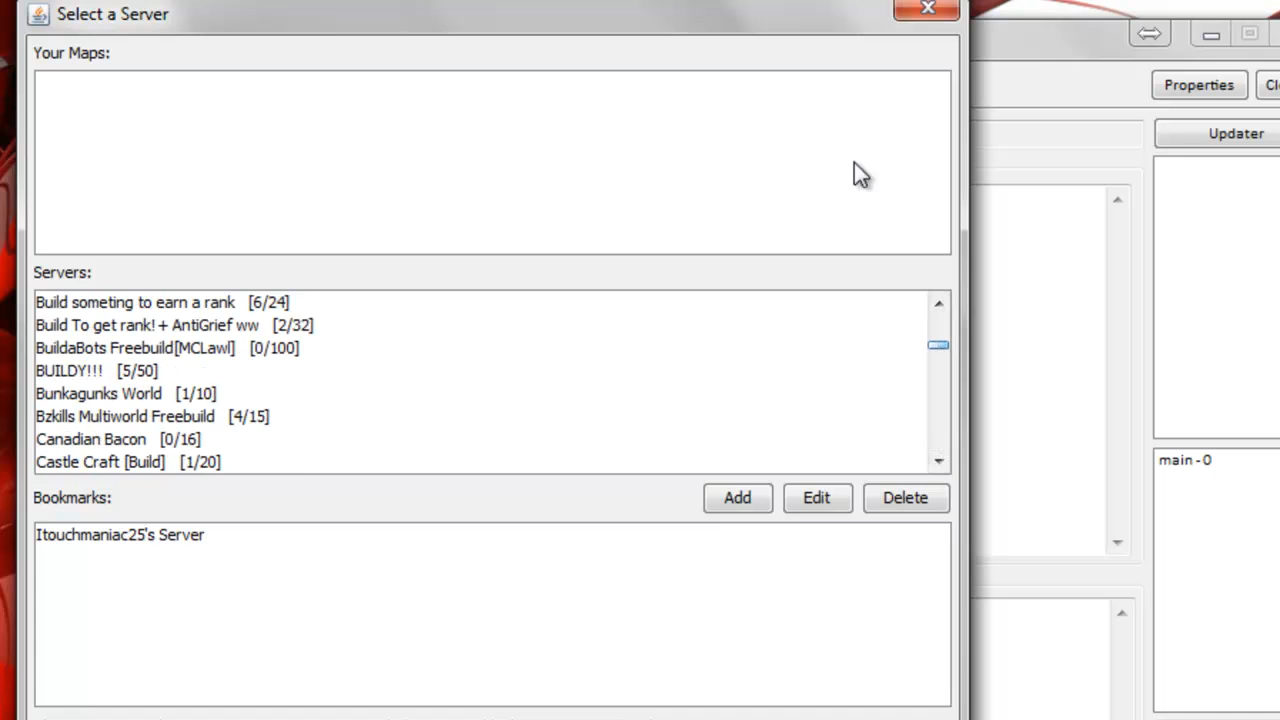 Select a Server
Your Maps:
Properties
Updater
Servers:
Build someting to earn a rank [6/24]
Build To get rank! + AntiGrief ww [2/32]
BuildaBots Freebuild[MCLawl] [0/100]
BUILDY!!! [5/50]
Bunkagunks World [1/10]
Bzkills Multiworld Freebuild [4/15]
Canadian Bacon [0/16]
Castle Craft [Build] [1/20]
main - 0
Bookmarks:
Add
Edit
Delete
Itouchmaniac25's Server